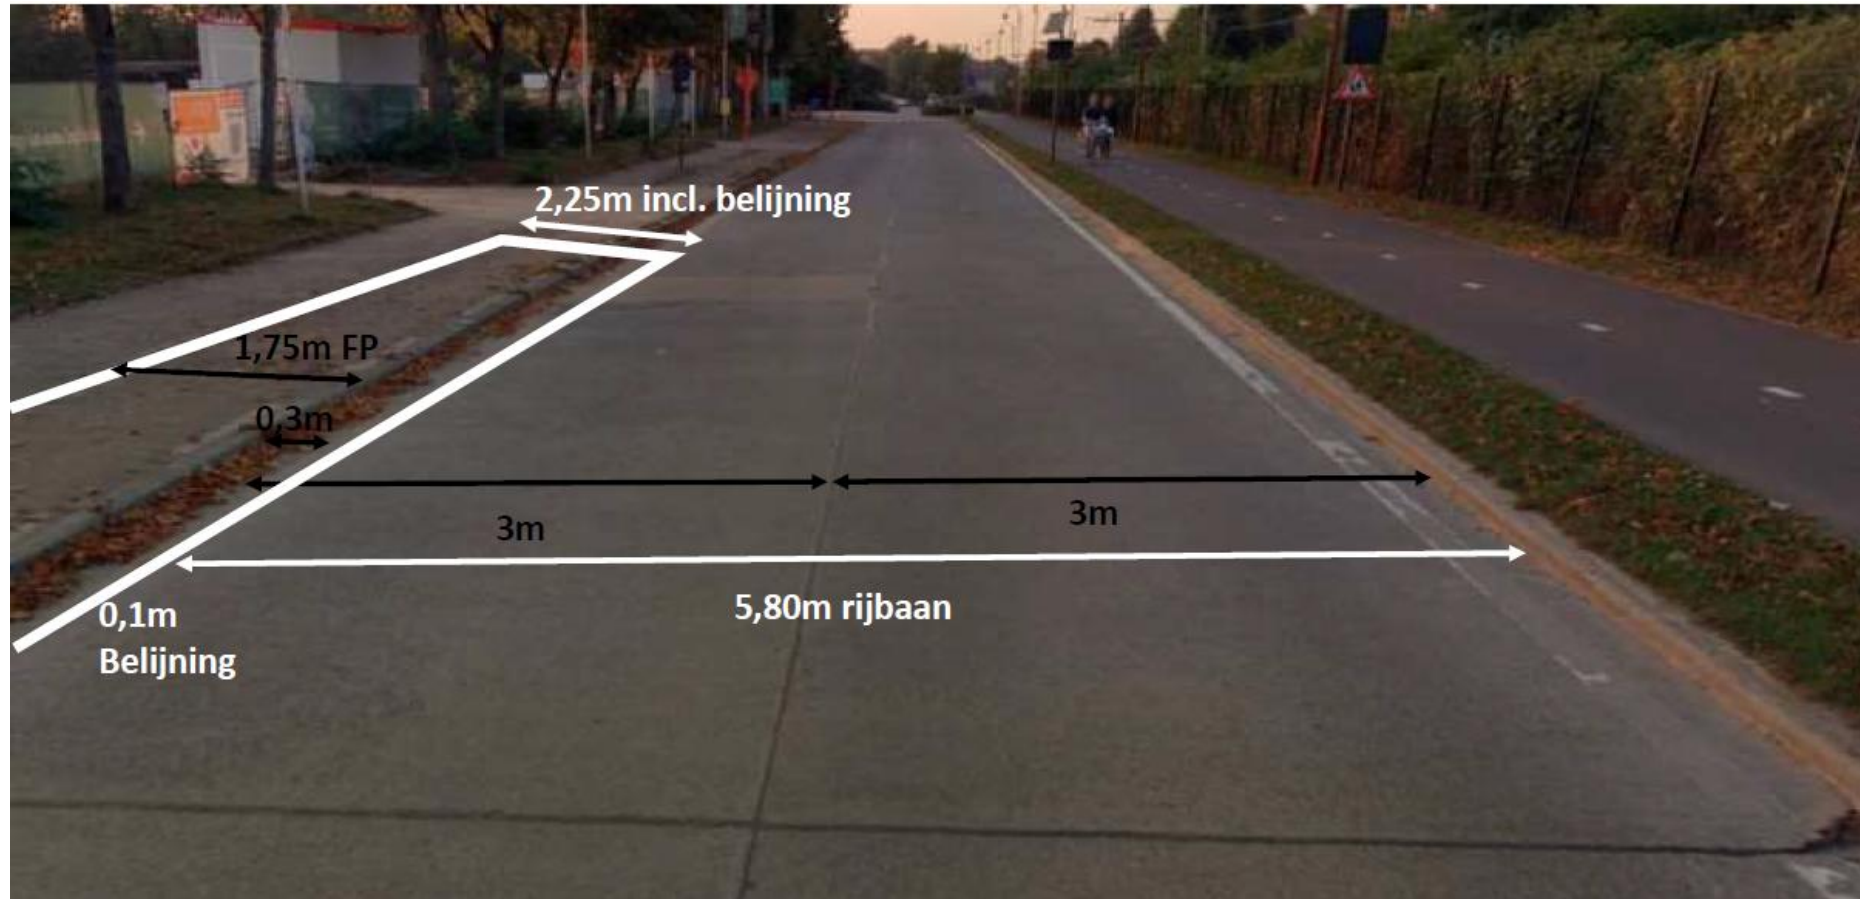 2,25m incl. belijning
1,75m FP
0,3m
3m
3m
5,80m rijbaan
0,1m
Belijning